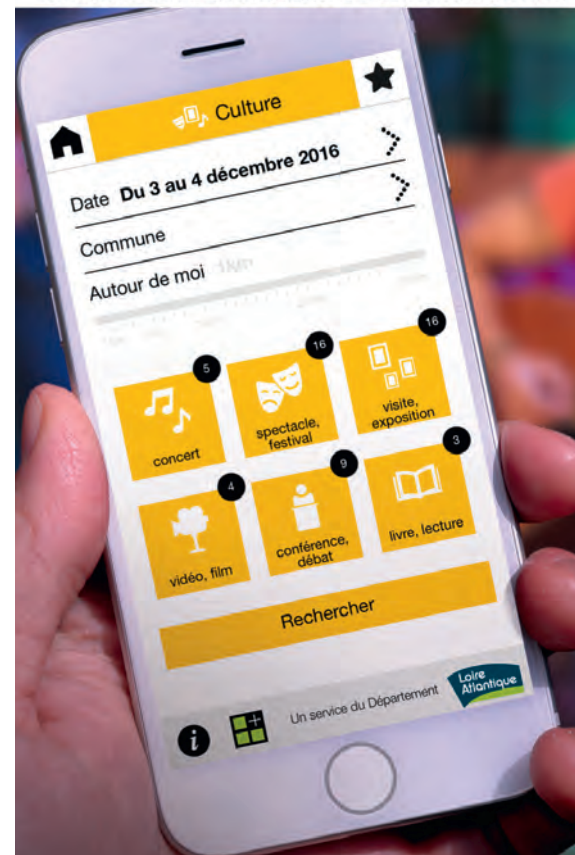 Culture
Date Du 3 au 4 décembre 2016
Commune
Autour de moi 1km
5
16
16
concert
spectacle,
festival
visite,
exposition
4
9
3
vidéo, film
conférence,
débat
livre, lecture
Rechercher
i
Un service du Département
Loire
Atlantique